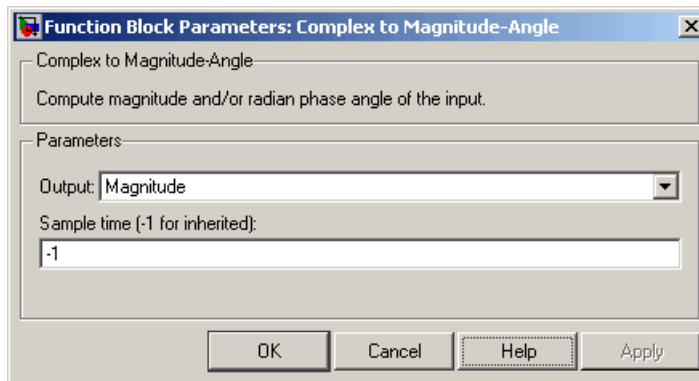 Function Block Parameters: Complex to Magnitude-Angle
Complex to Magnitude-Angle
Compute magnitude and/or radian phase angle of the input.
Parameters
Output: Magnitude
Sample time (-1 for inherited):
-1
OK Cancel Help Apply